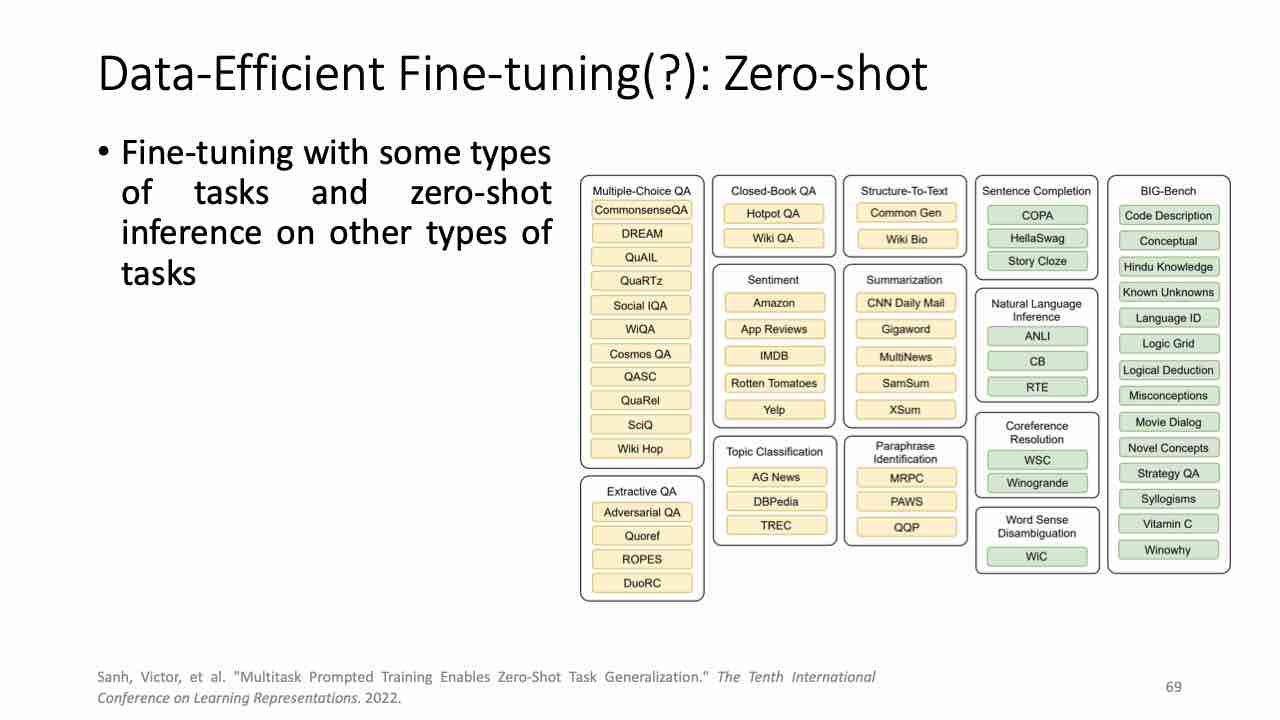 Data-Efficient Fine-tuning(?): Zero-shot
• Fine-tuning with some types
of tasks and zero-shot
inference on other types of
tasks
Multiple-Choice QA
CommonsenseQA
DREAM
QuAIL
QuaRTz
Social IQA
WiQA
Cosmos QA
QASC
QuaRel
SciQ
Wiki Hop
Extractive QA
Adversarial QA
Quoref
ROPES
DuoRC
Closed-Book QA
Hotpot QA
Wiki QA
Sentiment
Amazon
App Reviews
IMDB
Rotten Tomatoes
Yelp
Topic Classification
AG News
DBPedia
TREC
Structure-To-Text
Common Gen
Wiki Bio
Summarization
CNN Daily Mail
Gigaword
MultiNews
SamSum
XSum
Paraphrase
Identification
MRPC
PAWS
QQP
Sentence Completion
COPA
HellaSwag
Story Cloze
Natural Language
Inference
ANLI
CB
RTE
Coreference
Resolution
WSC
Winogrande
Word Sense
Disambiguation
WiC
BIG-Bench
Code Description
Conceptual
Hindu Knowledge
Known Unknowns
Language ID
Logic Grid
Logical Deduction
Misconceptions
Movie Dialog
Novel Concepts
Strategy QA
Syllogisms
Vitamin C
Winowhy
Sanh, Victor, et al. "Multitask Prompted Training Enables Zero-Shot Task Generalization." The Tenth International
Conference on Learning Representations. 2022.
69